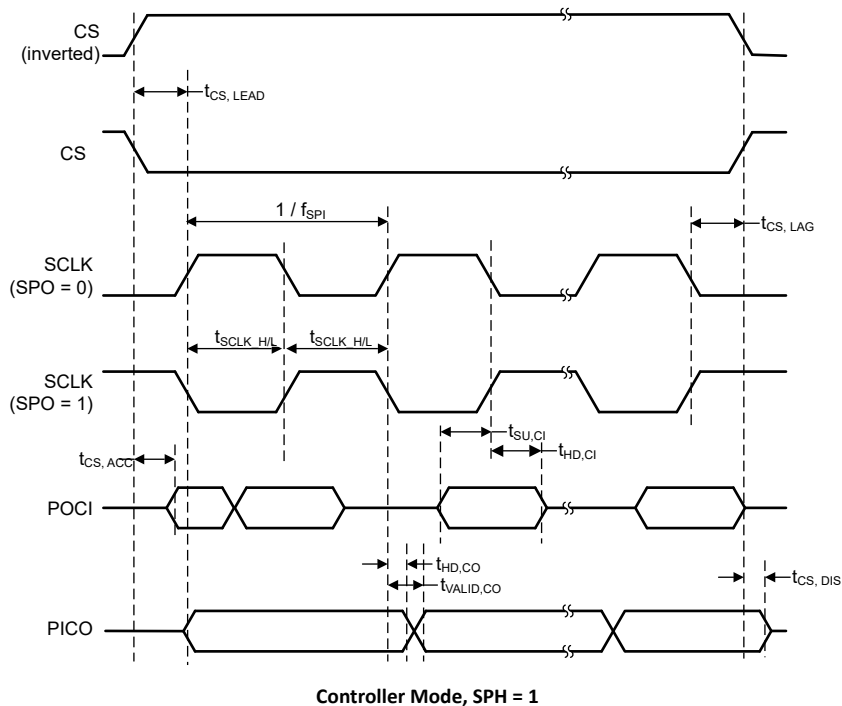 CS
(inverted)
tCS, LEAD
CS
1 / fSPI
tCS, LAG
SCLK
(SPO = 0)
tSCLK_H/L tSCLK_H/L
SCLK
(SPO = 1)
tSU,CI
tHD,CI
tCS, ACC
POCI
tHD,CO
tVALID,CO
tCS, DIS
PICO
Controller Mode, SPH = 1